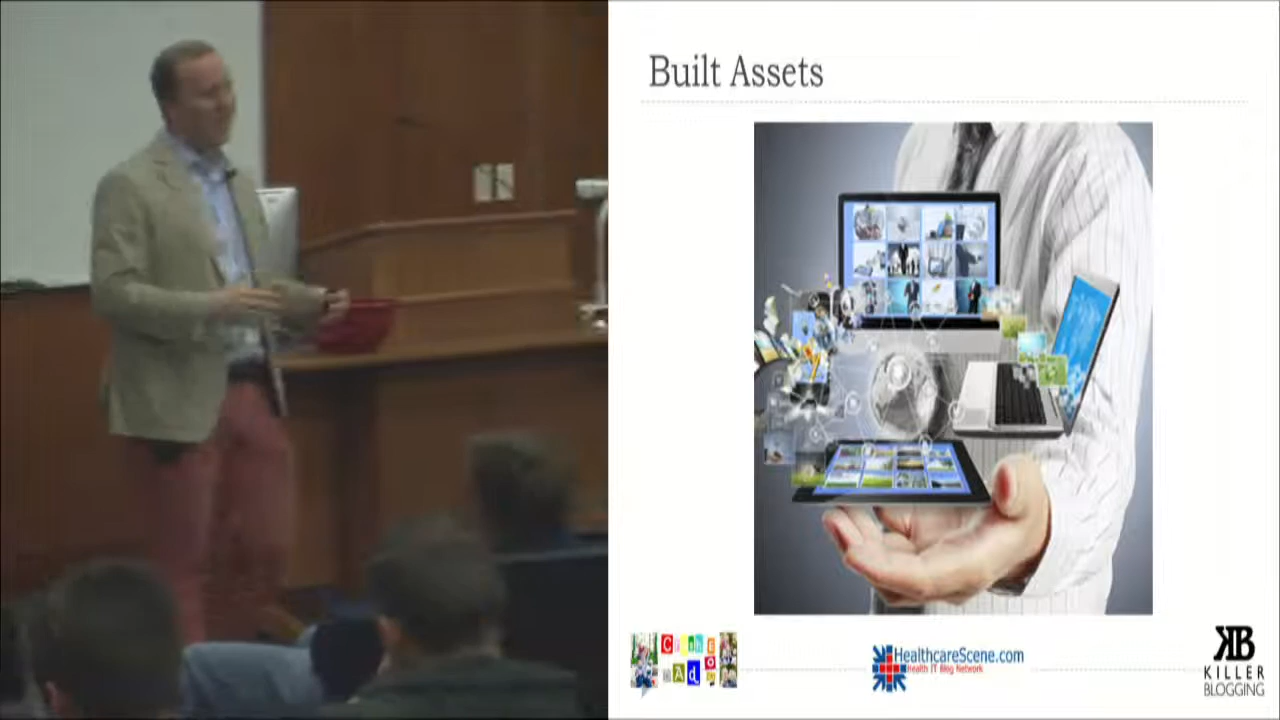 Built Assets
HealthcareScene.com
Health IT Blog Network
KB
KILLER
BLOGGING